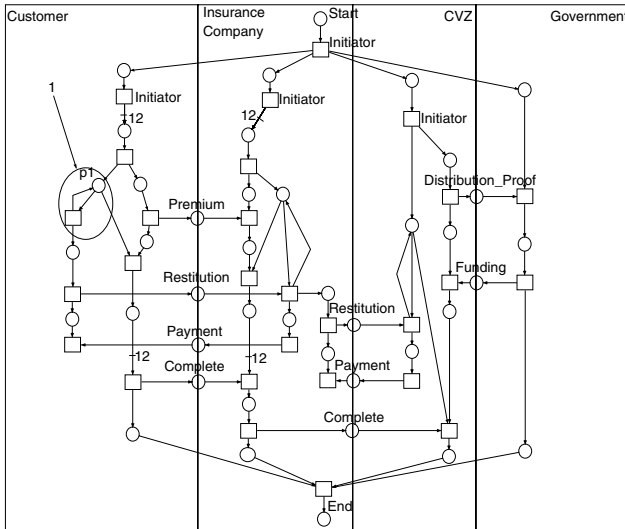 Customer
Insurance
Company
Start
CVZ
Government
Initiator
1
Initiator
12
Initiator
12
Initiator
p1
Distribution_Proof
Premium
Restitution
Funding
Restitution
Payment
12
12
Payment
Complete
Complete
End